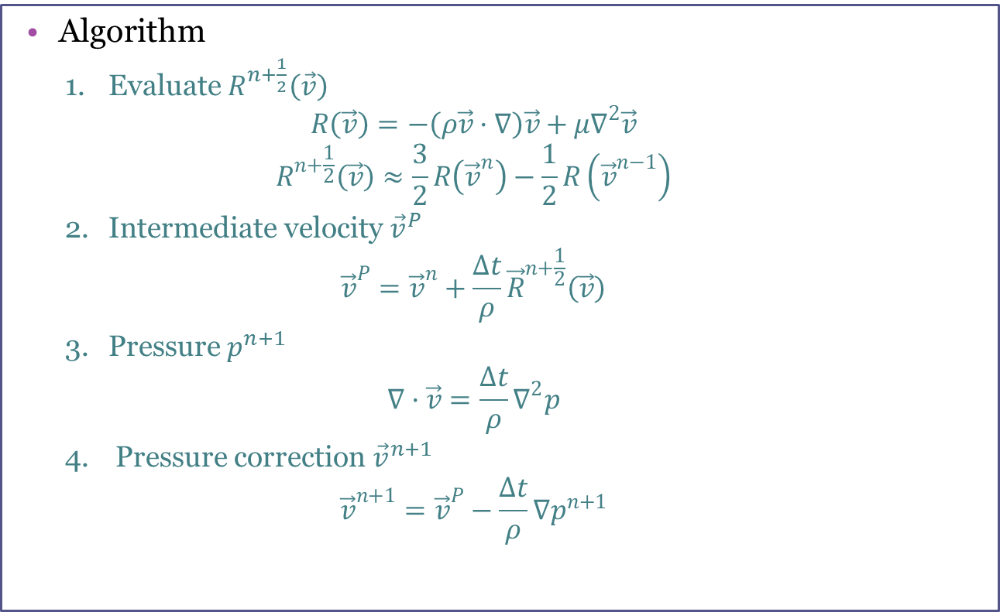 • Algorithm
1. Evaluate $R^{n+\frac{1}{2}}(\vec{v})$
$R(\vec{v}) = -(\rho\vec{v} \cdot \nabla)\vec{v} + \mu\nabla^2\vec{v}$
$R^{n+\frac{1}{2}}(\vec{v}) \approx \frac{3}{2}R(\vec{v}^n) - \frac{1}{2}R\left(\vec{v}^{n-1}\right)$
2. Intermediate velocity $\vec{v}^P$
$\vec{v}^P = \vec{v}^n + \frac{\Delta t}{\rho}\vec{R}^{n+\frac{1}{2}}(\vec{v})$
3. Pressure $p^{n+1}$
$\nabla \cdot \vec{v} = \frac{\Delta t}{\rho}\nabla^2 p$
4. Pressure correction $\vec{v}^{n+1}$
$\vec{v}^{n+1} = \vec{v}^P - \frac{\Delta t}{\rho}\nabla p^{n+1}$